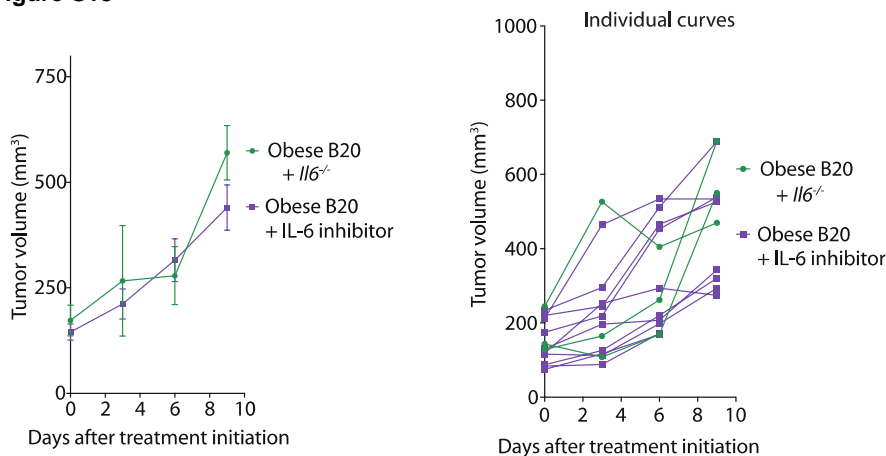 Individual curves
750
500
250
0
Tumor volume (mm³)
0 2 4 6 8 10
Days after treatment initiation
Obese B20
+ Il6-/-
Obese B20
+ IL-6 inhibitor
1000
800
600
400
200
0
Tumor volume (mm³)
0 2 4 6 8 10
Days after treatment initiation
Obese B20
+ Il6-/-
Obese B20
+ IL-6 inhibitor